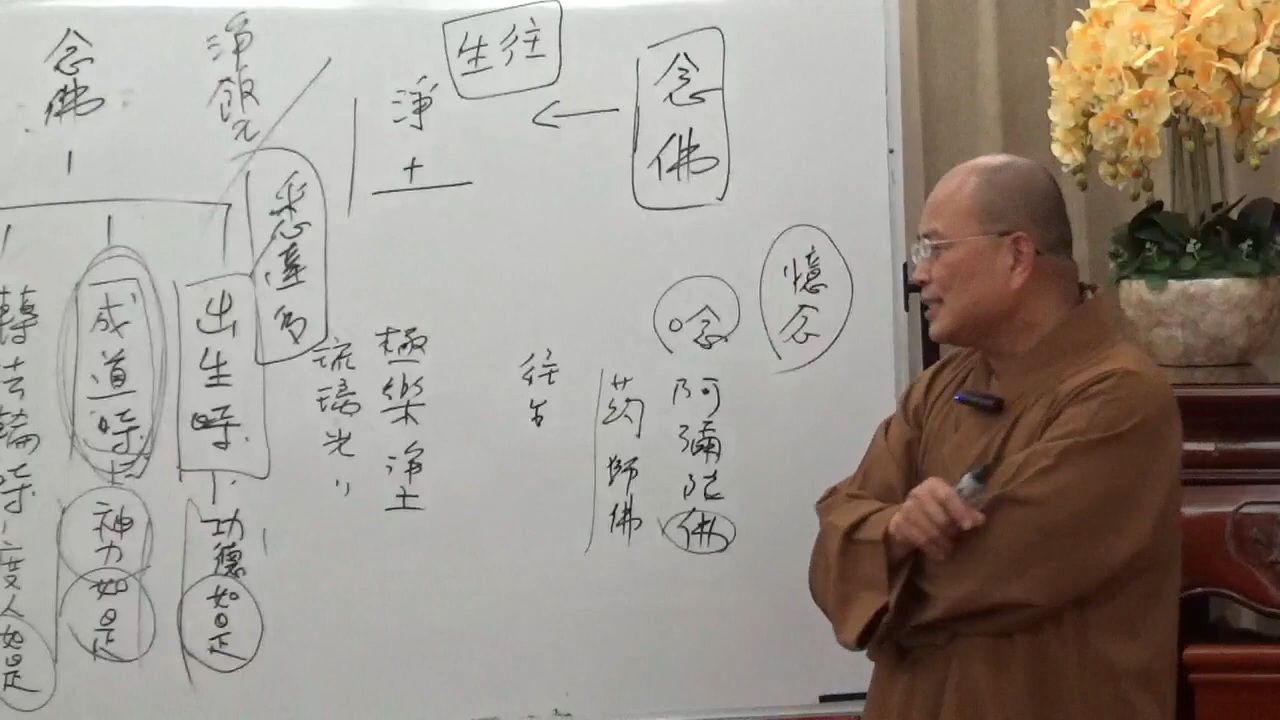 念佛
往生
淨土
憶念
念
阿彌陀佛
药師佛
往生
極樂淨土
琉璃光〃
淨飯
悉達多
念佛
出生時
功德如是
成道時
神力如是
轉法輪時
度人如是